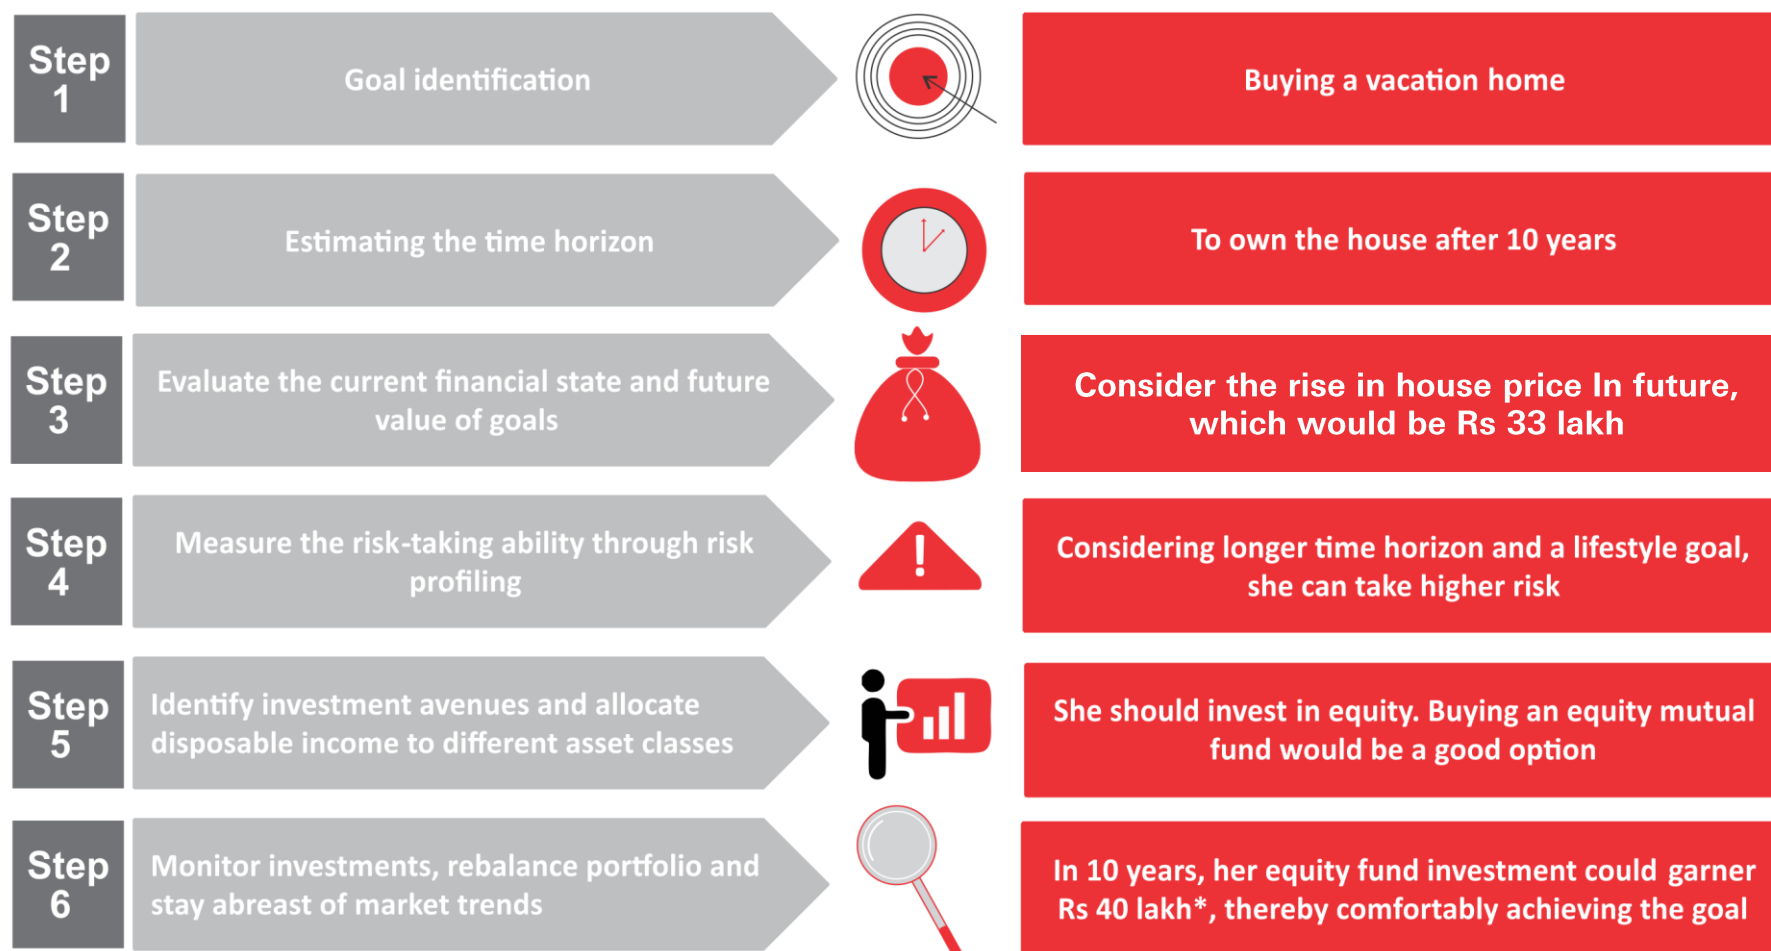 Step
1
Goal identification
Buying a vacation home
Step
2
Estimating the time horizon
To own the house after 10 years
Step
3
Evaluate the current financial state and future
value of goals
Consider the rise in house price In future,
which would be Rs 33 lakh
Step
4
Measure the risk-taking ability through risk
profiling
!
Considering longer time horizon and a lifestyle goal,
she can take higher risk
Step
5
Identify investment avenues and allocate
disposable income to different asset classes
She should invest in equity. Buying an equity mutual
fund would be a good option
Step
6
Monitor investments, rebalance portfolio and
stay abreast of market trends
In 10 years, her equity fund investment could garner
Rs 40 lakh*, thereby comfortably achieving the goal